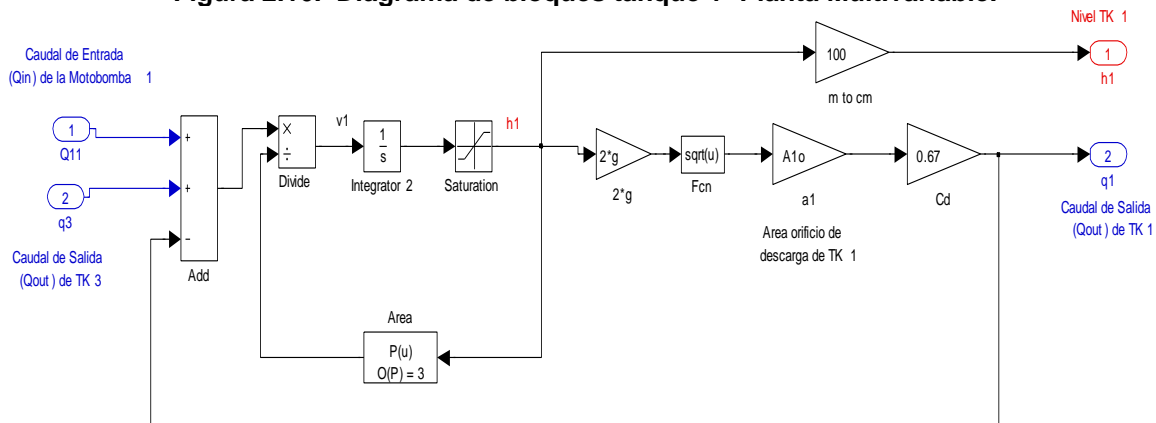 Figura 2.10. Diagrama de bloques tanque 1- Planta Multivariable.
Nivel TK 1
Caudal de Entrada
(Qin ) de la Motobomba 1
1
Q11
2
q3
Caudal de Salida
(Qout ) de TK 3
+
+
−
Add
×
÷
Divide
v1
1
s
Integrator 2
Saturation
h1
100
m to cm
1
h1
2*g
2*g
sqrt(u)
Fcn
A1o
a1
Area orificio de
descarga de TK 1
0.67
Cd
2
q1
Caudal de Salida
(Qout ) de TK 1
Area
P(u)
O(P) = 3